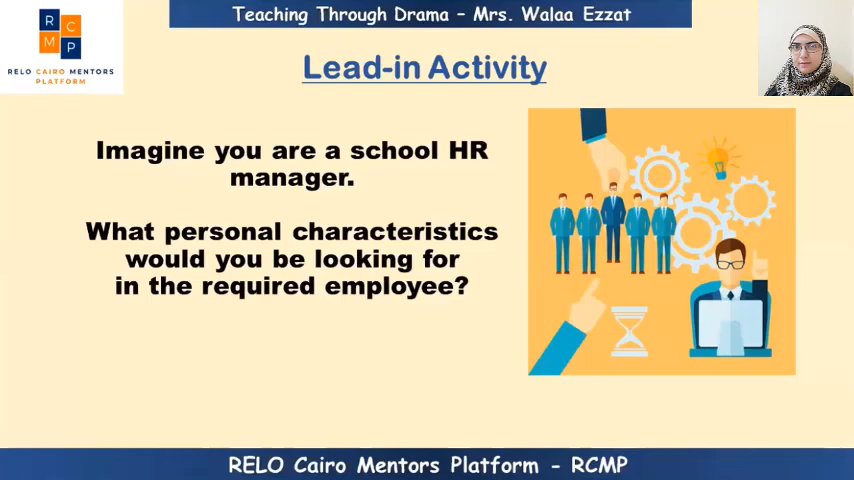 Teaching Through Drama – Mrs. Walaa Ezzat
R
C
M
P
RELO CAIRO MENTORS
PLATFORM
Lead-in Activity
Imagine you are a school HR
manager.
What personal characteristics
would you be looking for
in the required employee?
RELO Cairo Mentors Platform - RCMP